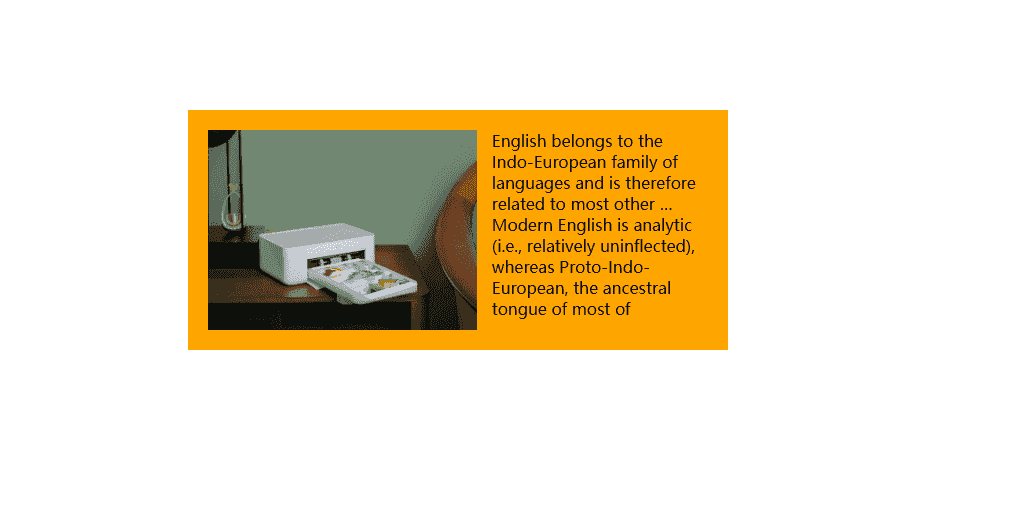 English belongs to the
Indo-European family of
languages and is therefore
related to most other ...
Modern English is analytic
(i.e., relatively uninflected),
whereas Proto-Indo-
European, the ancestral
tongue of most of